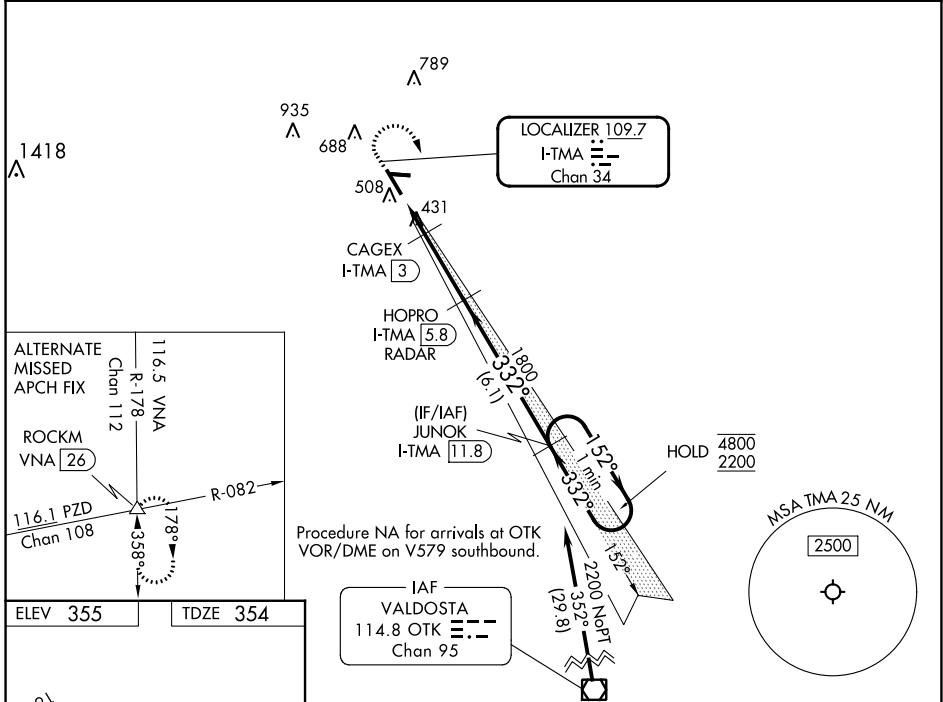 789
935
688
1418
508
431
LOCALIZER 109.7
I-TMA
Chan 34
CAGEX
I-TMA 3
HOPRO
I-TMA 5.8
RADAR
1800
332°
(6.1)
(IF/IAF)
JUNOK
I-TMA 11.8
152°
1 min
332°
HOLD 4800
2200
152°
ALTERNATE
MISSED
APCH FIX
116.5 VNA
R-178
Chan 112
ROCKM
VNA 26
R-082
116.1 PZD
Chan 108
178°
358°
Procedure NA for arrivals at OTK
VOR/DME on V579 southbound.
2200 NoPT
352°
(29.8)
IAF
VALDOSTA
114.8 OTK
Chan 95
MSA TMA 25 NM
2500
ELEV 355
TDZE 354